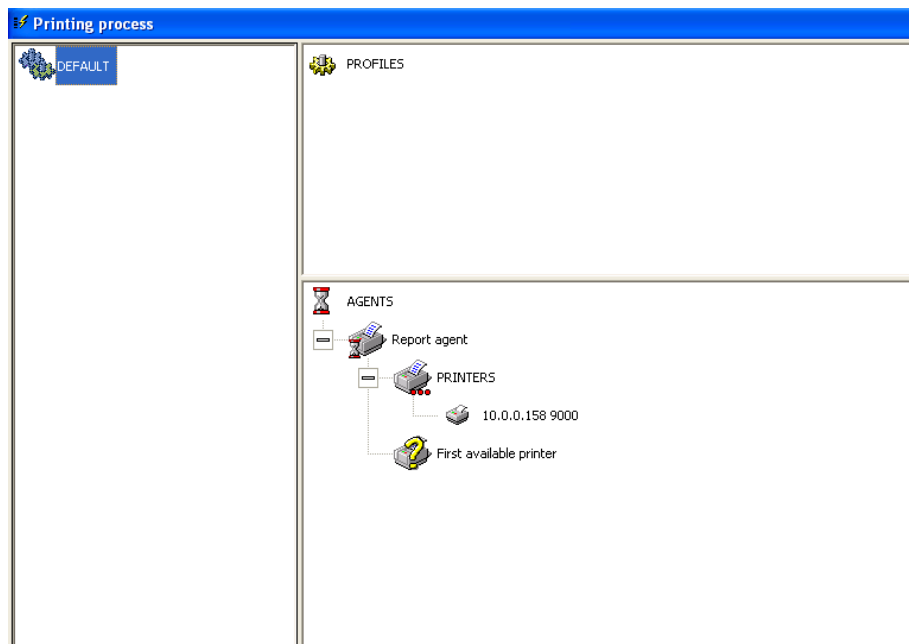 Printing process
DEFAULT
PROFILES
AGENTS
Report agent
PRINTERS
10.0.0.158 9000
First available printer